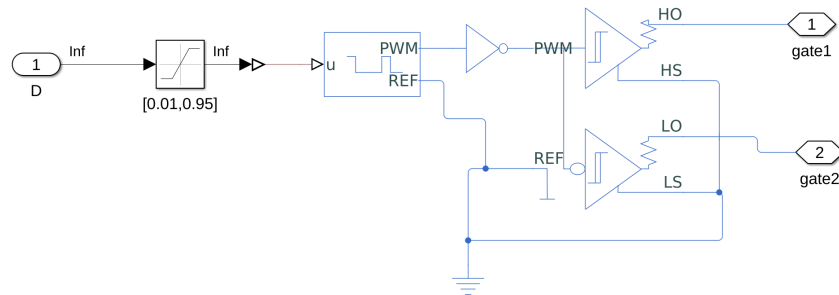 HO
1
gate1
Inf
Inf
PWM
PWM
1
u
HS
REF
D
[0.01,0.95]
LO
REF
2
gate2
LS